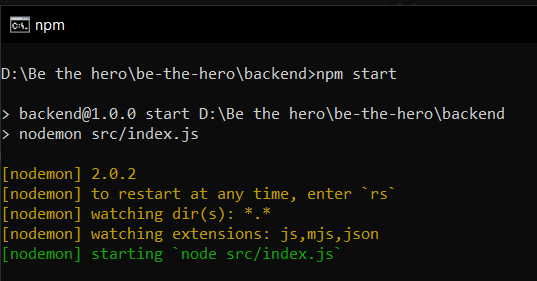 npm
D:\Be the hero\be-the-hero\backend>npm start
> backend@1.0.0 start D:\Be the hero\be-the-hero\backend
> nodemon src/index.js
[nodemon] 2.0.2
[nodemon] to restart at any time, enter `rs`
[nodemon] watching dir(s): *.*
[nodemon] watching extensions: js,mjs,json
[nodemon] starting `node src/index.js`